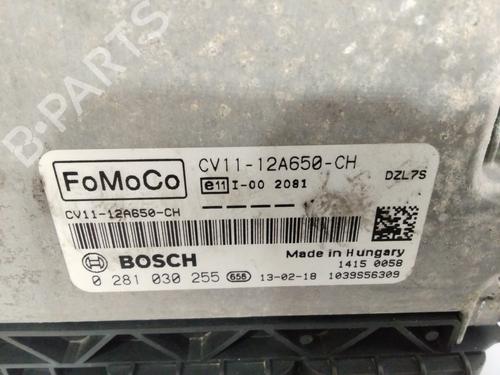 B-PARTS
FoMoCo
CV11-12A650-CH
e11 I-00 2081
DZL7S
CV11-12A650-CH
BOSCH
Made in Hungary
1415 0058
0 281 030 255 658 13-02-18 1039S56309